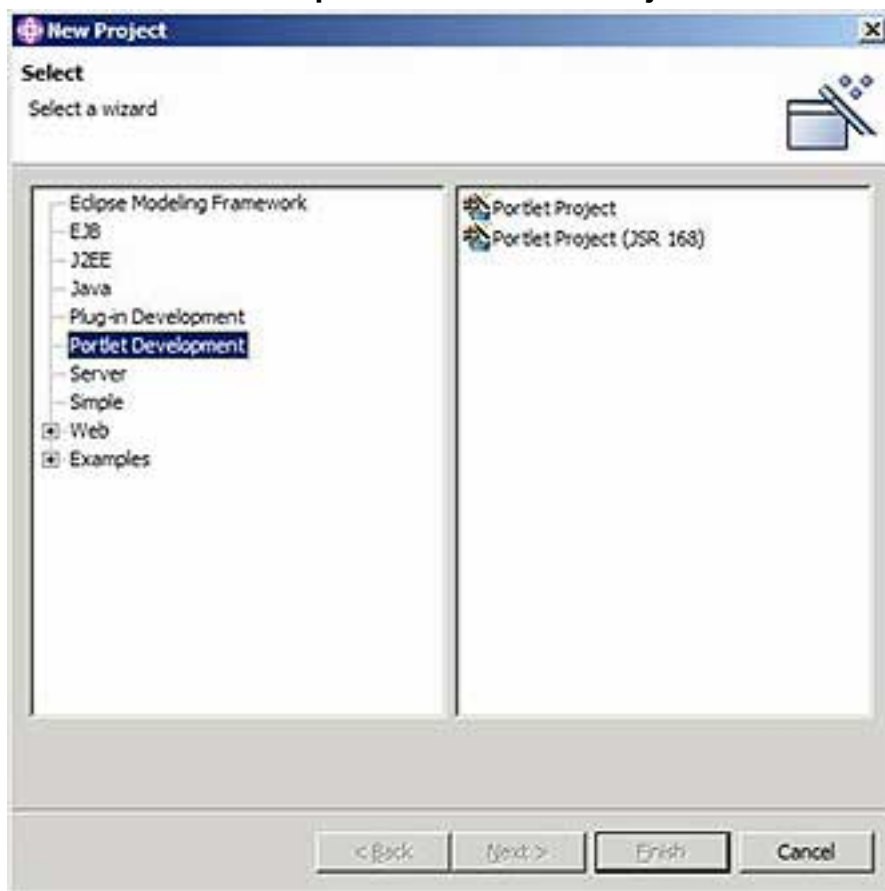 New Project
Select
Select a wizard
Eclipse Modeling Framework
EJB
J2EE
Java
Plug-in Development
Portlet Development
Server
Simple
Web
Examples
Portlet Project
Portlet Project (JSR 168)
< Back
Next >
Finish
Cancel